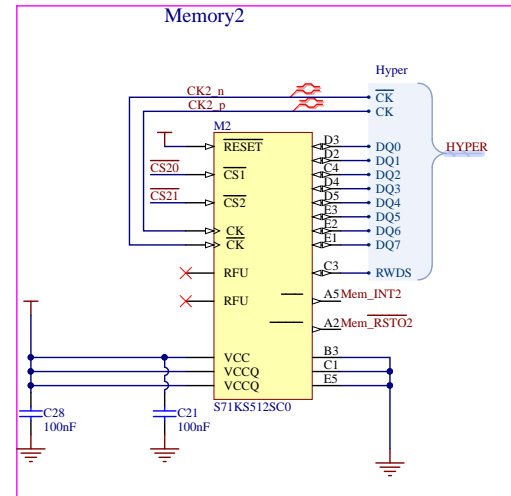 Memory2
Hyper
CK2_n
CK
CK2_p
CK
M2
RESET
D3
DQ0
D2
DQ1
HYPER
CS20
CS1
C4
DQ2
D4
DQ3
CS21
CS2
D5
DQ4
E3
DQ5
CK
E2
DQ6
CK
E1
DQ7
RFU
C3
RWDS
RFU
A5
Mem_INT2
A2
Mem_RSTO2
VCC
B3
VCCQ
C1
VCCQ
E5
S71KS512SC0
C28
100nF
C21
100nF